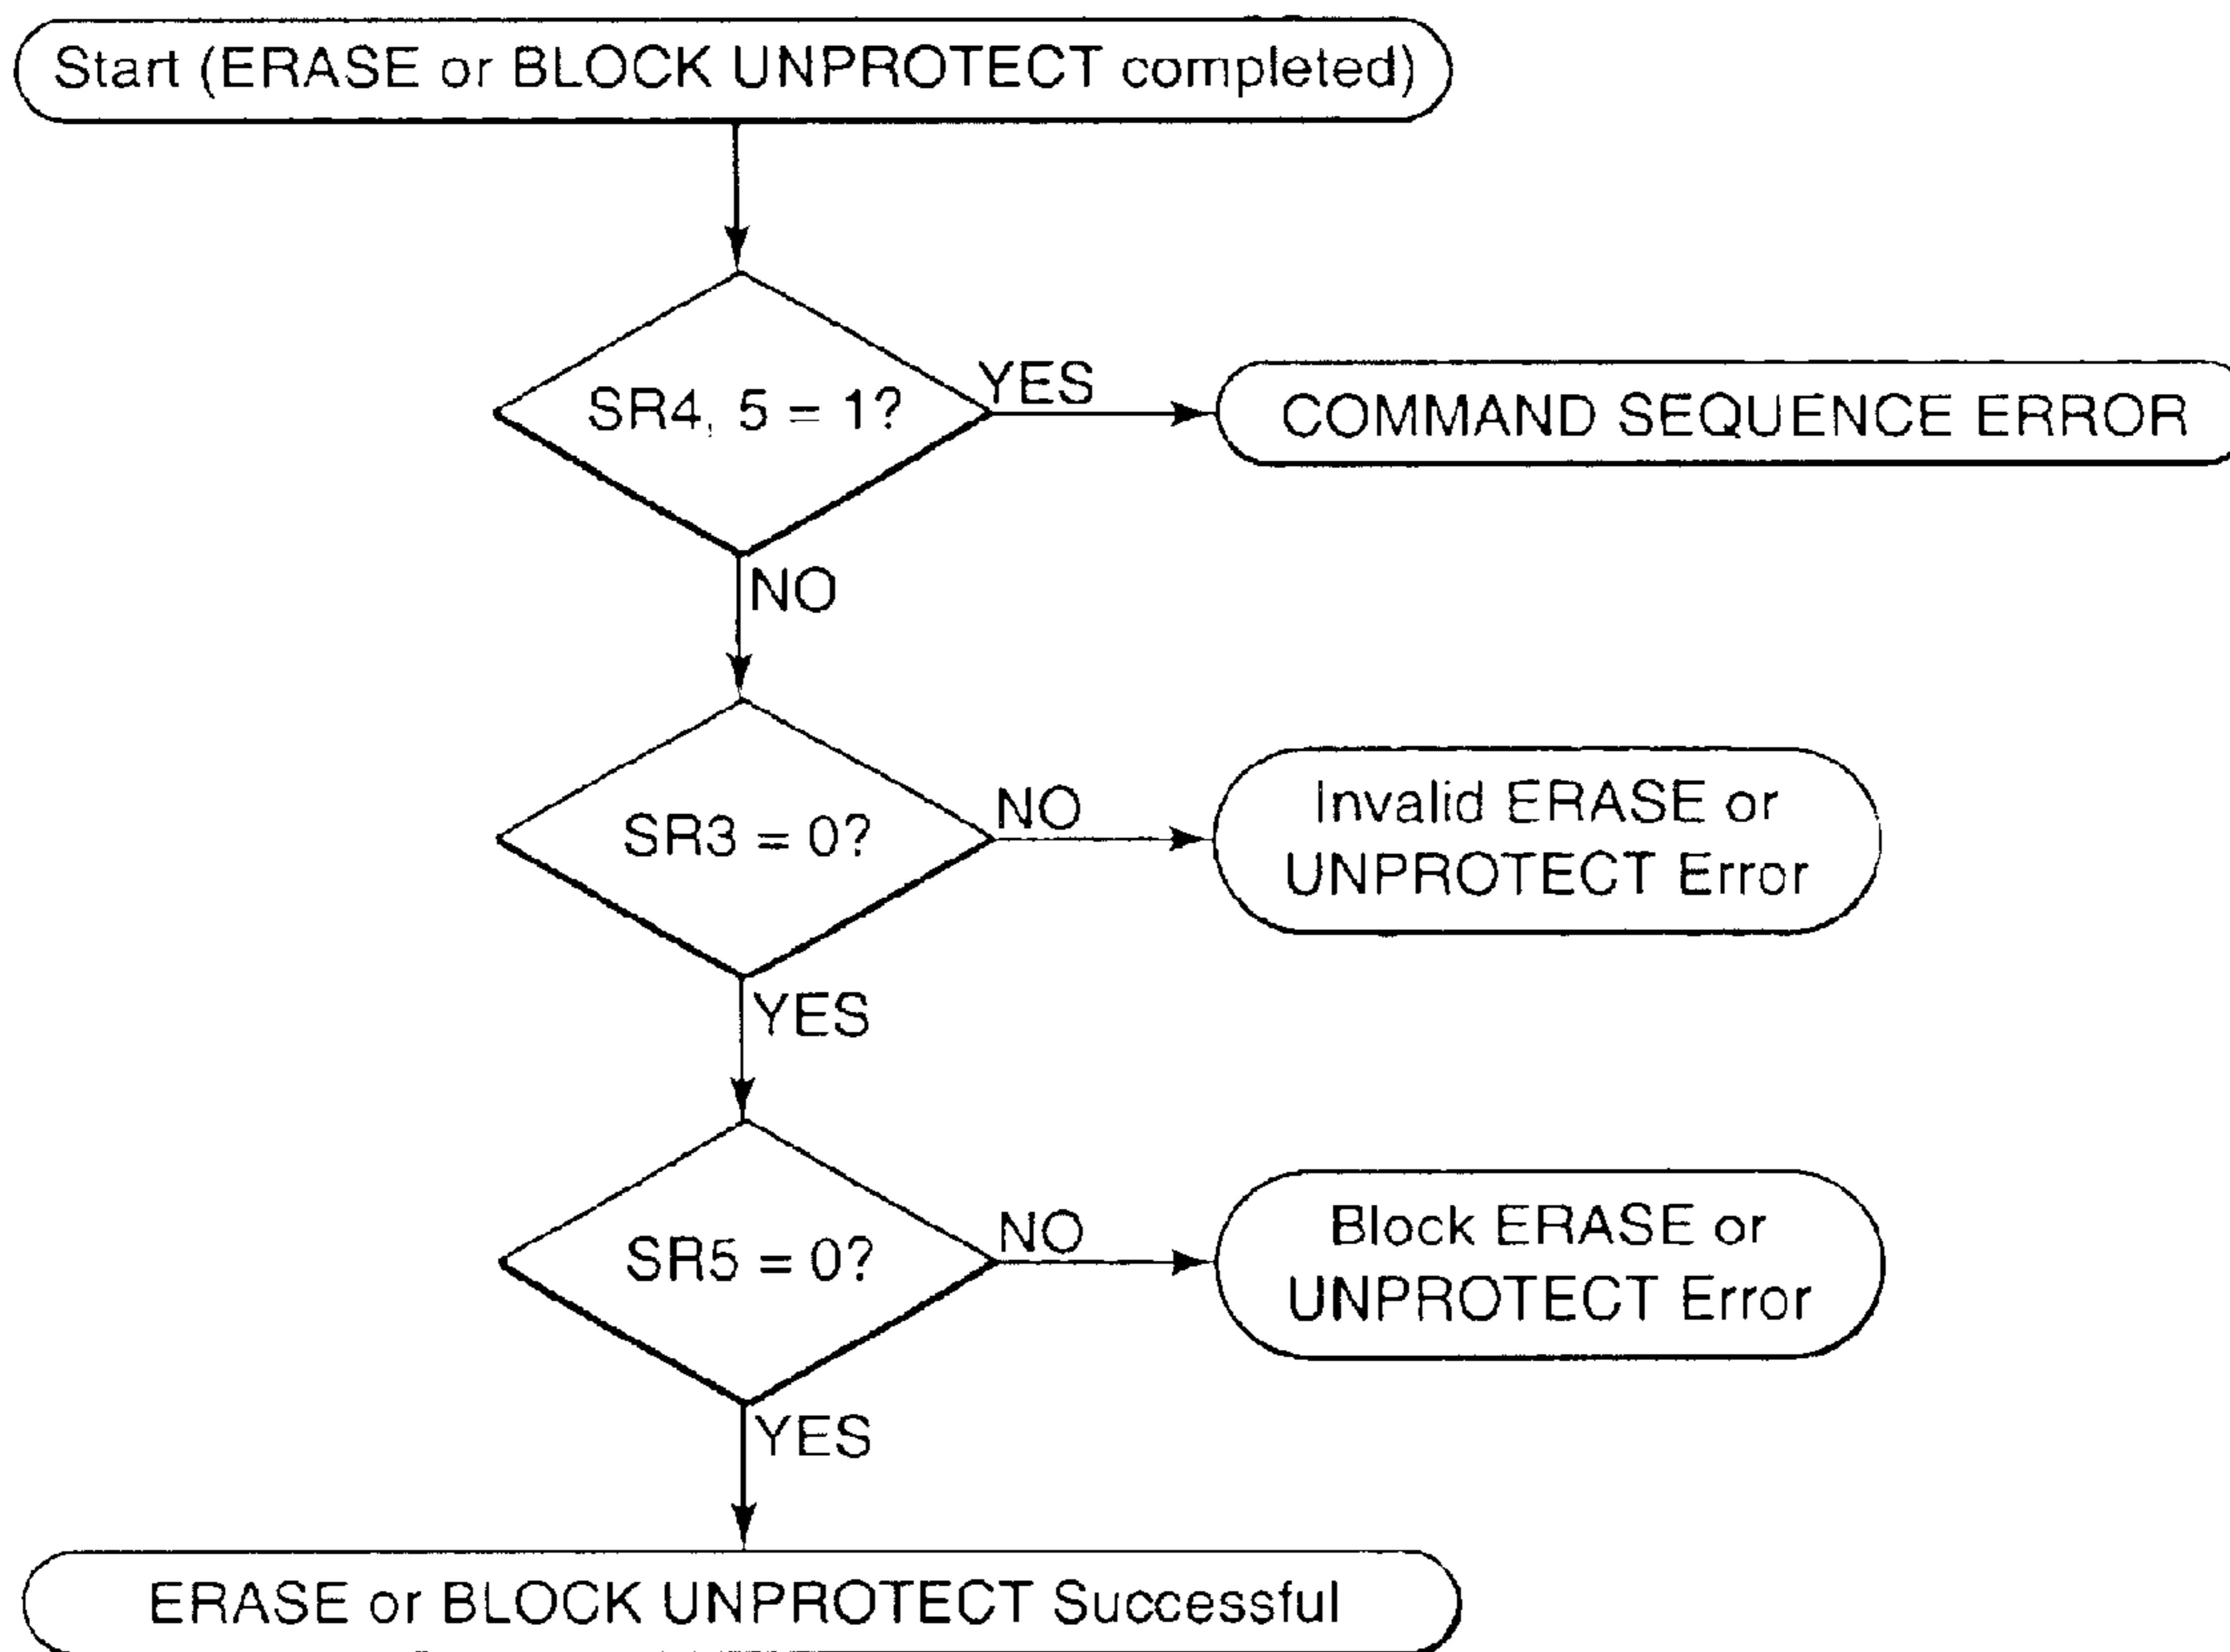 Start (ERASE or BLOCK UNPROTECT completed)
SR4, 5 = 1?
YES
COMMAND SEQUENCE ERROR
NO
SR3 = 0?
NO
Invalid ERASE or
UNPROTECT Error
YES
SR5 = 0?
NO
Block ERASE or
UNPROTECT Error
YES
ERASE or BLOCK UNPROTECT Successful